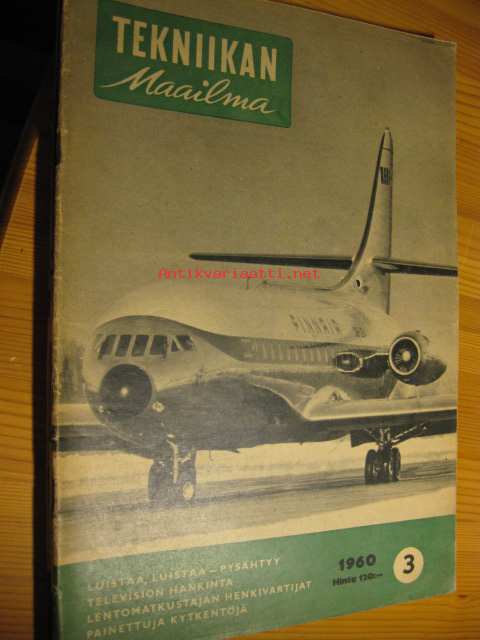 TEKNIIKAN
Maailma
Antikvariaatti.net
FINNAIR
LUISTAA, LUISTAA - PYSÄHTYY
TELEVISION HANKINTA
LENTOMATKUSTAJAN HENKIVARTIJAT
PAINETTUJA KYTKENTÖJÄ
1960
Hinta 120:-
3